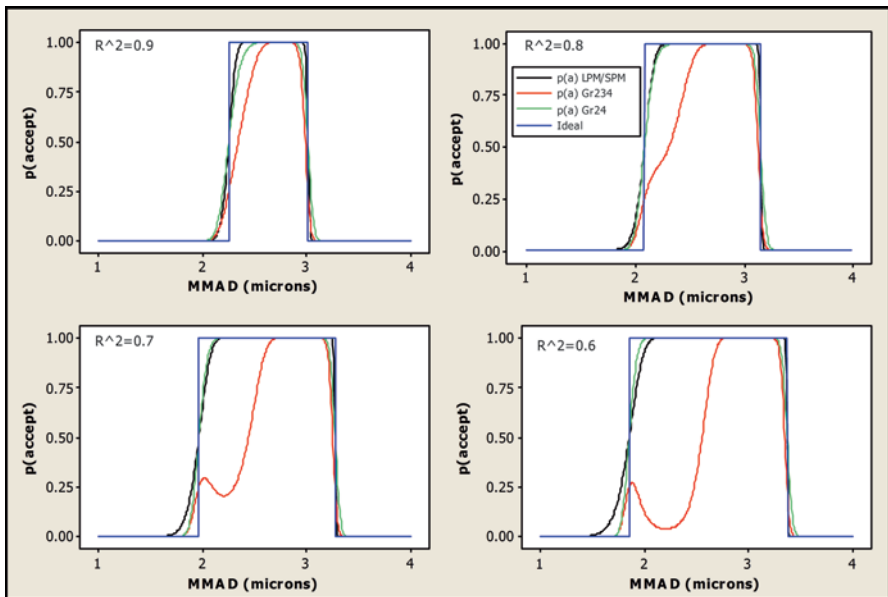 R^2=0.9
1.00
0.75
0.50
0.25
0.00
p(accept)
1 2 3 4
MMAD (microns)
R^2=0.8
p(a) LPM/SPM
p(a) Gr234
p(a) Gr24
Ideal
1.00
0.75
0.50
0.25
0.00
p(accept)
1 2 3 4
MMAD (microns)
R^2=0.7
1.00
0.75
0.50
0.25
0.00
p(accept)
1 2 3 4
MMAD (microns)
R^2=0.6
1.00
0.75
0.50
0.25
0.00
p(accept)
1 2 3 4
MMAD (microns)